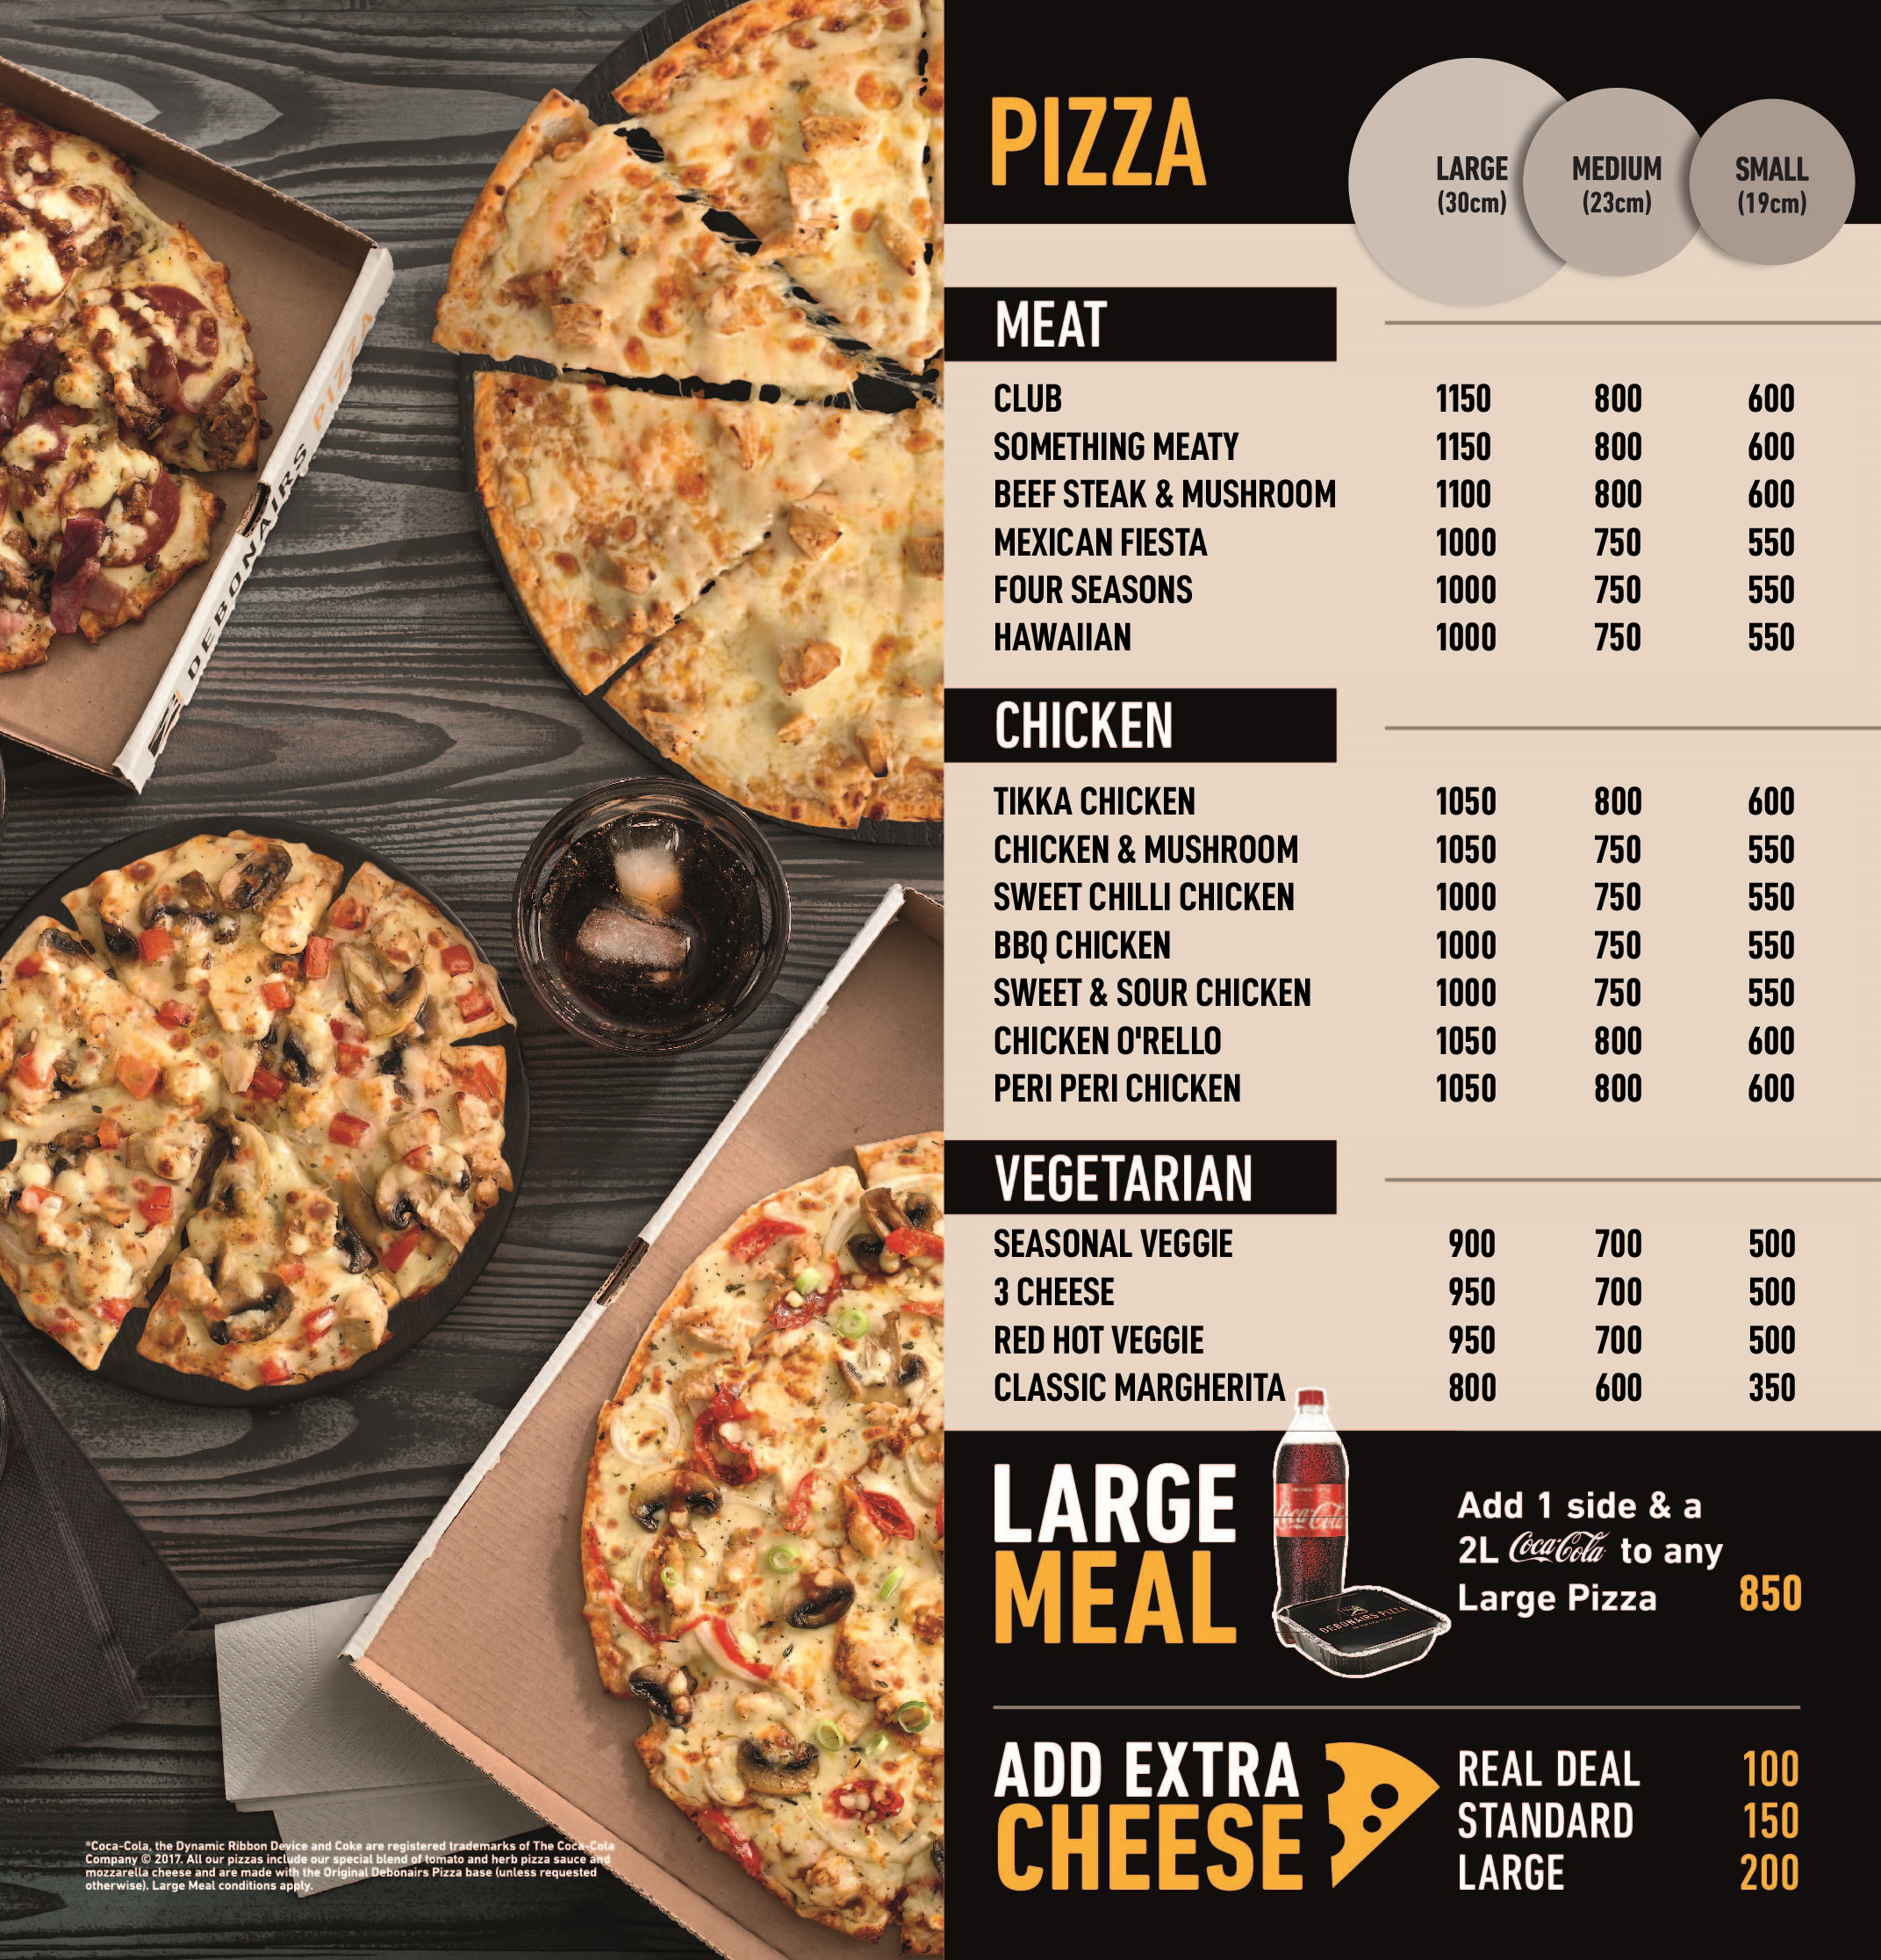 PIZZA
LARGE
(30cm)
MEDIUM
(23cm)
SMALL
(19cm)
MEAT
CLUB 1150 800 600
SOMETHING MEATY 1150 800 600
BEEF STEAK & MUSHROOM 1100 800 600
MEXICAN FIESTA 1000 750 550
FOUR SEASONS 1000 750 550
HAWAIIAN 1000 750 550
CHICKEN
TIKKA CHICKEN 1050 800 600
CHICKEN & MUSHROOM 1050 750 550
SWEET CHILLI CHICKEN 1000 750 550
BBQ CHICKEN 1000 750 550
SWEET & SOUR CHICKEN 1000 750 550
CHICKEN O'RELLO 1050 800 600
PERI PERI CHICKEN 1050 800 600
VEGETARIAN
SEASONAL VEGGIE 900 700 500
3 CHEESE 950 700 500
RED HOT VEGGIE 950 700 500
CLASSIC MARGHERITA 800 600 350
LARGE
MEAL
Coca-Cola
DEBONAIRS PIZZA
Add 1 side & a
2L Coca-Cola to any
Large Pizza 850
ADD EXTRA
CHEESE
REAL DEAL 100
STANDARD 150
LARGE 200
DEBONAIRS PIZZA
*Coca-Cola, the Dynamic Ribbon Device and Coke are registered trademarks of The Coca-Cola
Company © 2017. All our pizzas include our special blend of tomato and herb pizza sauce and
mozzarella cheese and are made with the Original Debonairs Pizza base (unless requested
otherwise). Large Meal conditions apply.